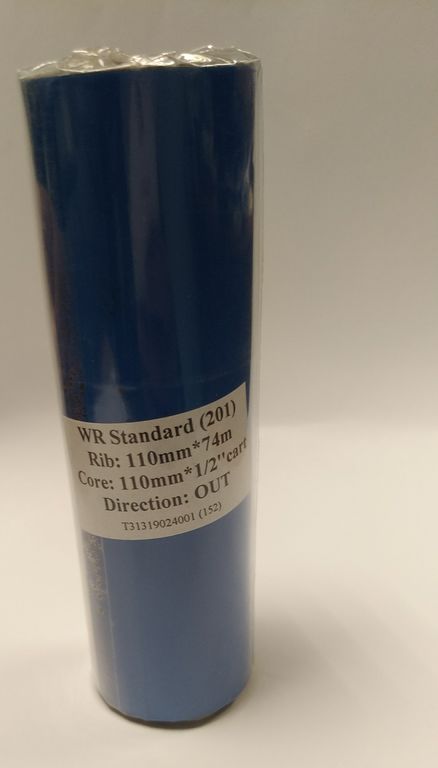 WR Standard (201)
Rib: 110mm*74m
Core: 110mm*1/2"cart
Direction: OUT
T31319024001 (152)